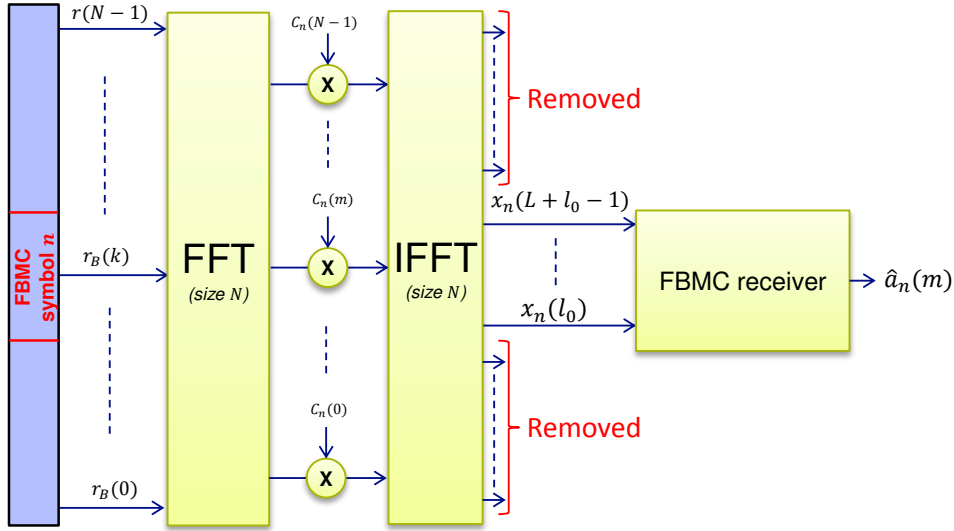 r(N − 1)
r_B(k)
r_B(0)
FBMC
symbol n
FFT
(size N)
C_n(N−1)
X
C_n(m)
X
C_n(0)
X
IFFT
(size N)
Removed
x_n(L + l_0 − 1)
x_n(l_0)
Removed
FBMC receiver
â_n(m)